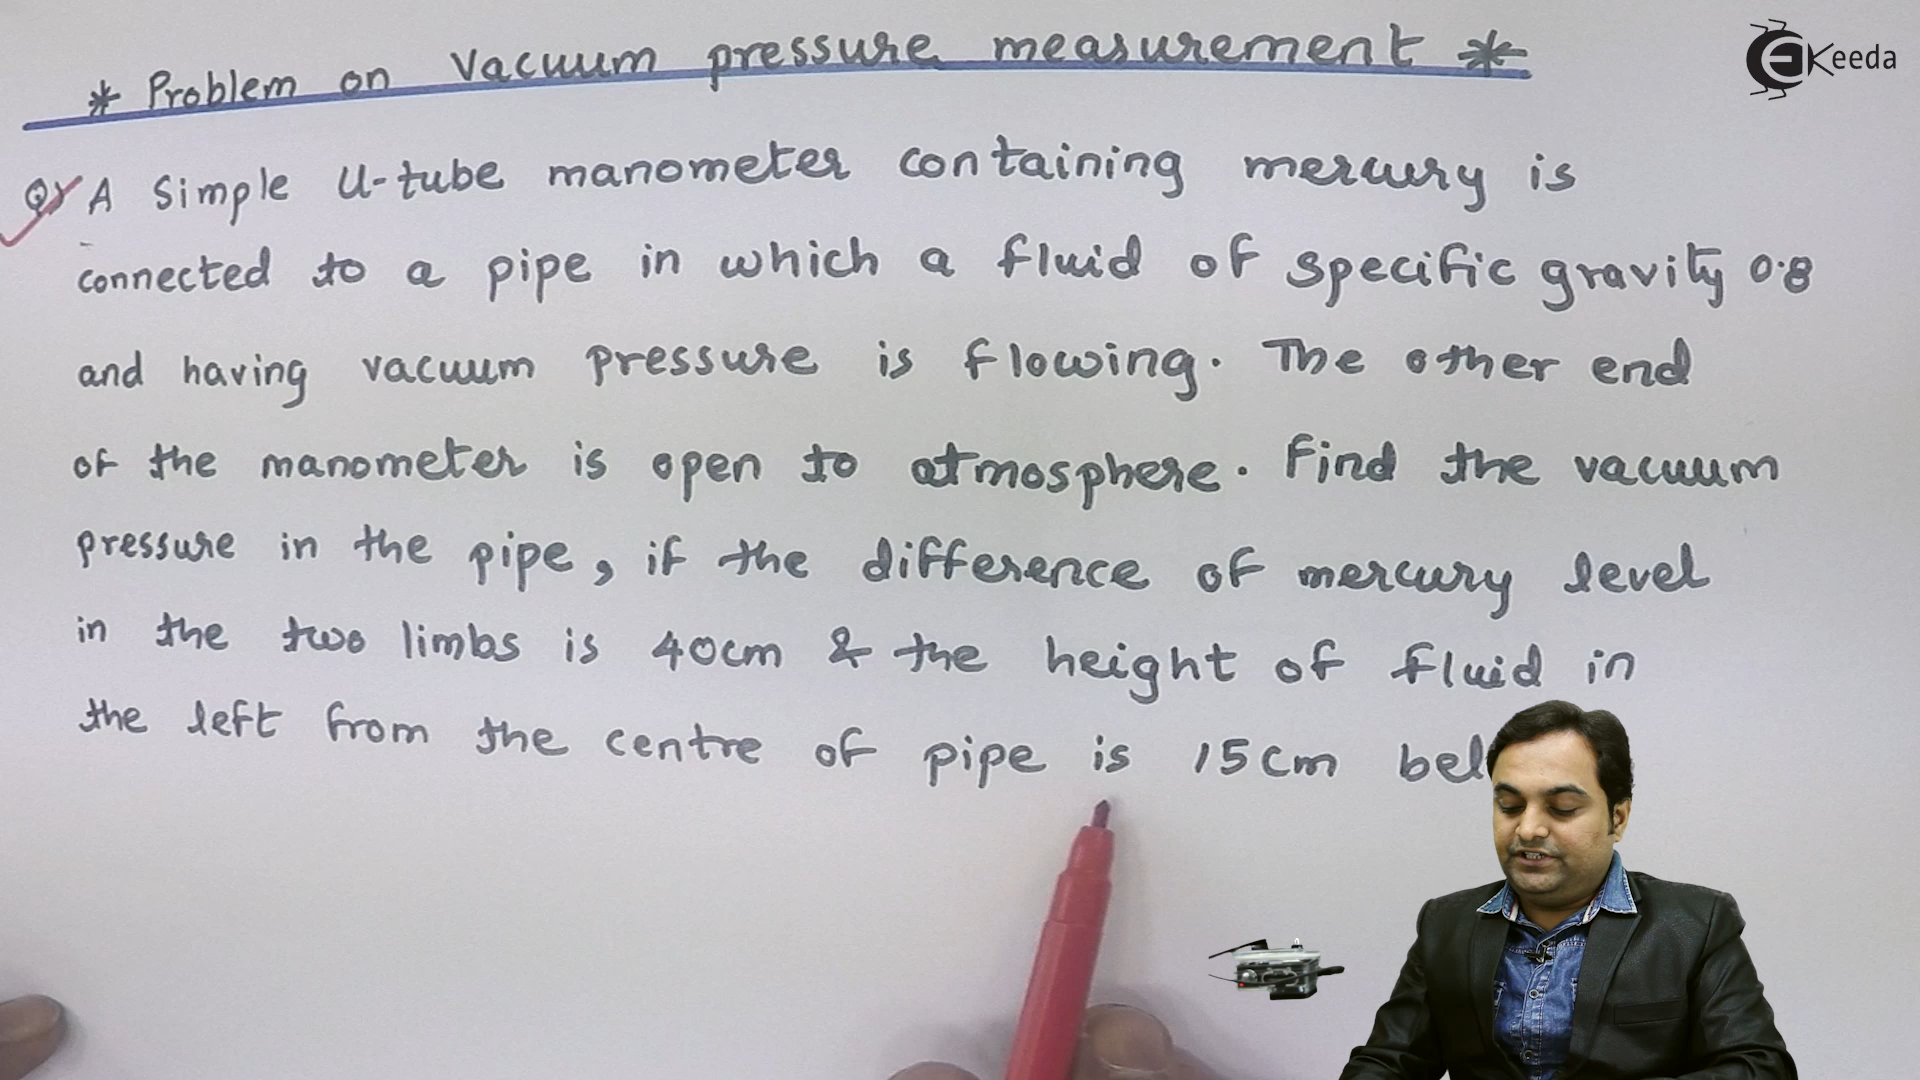 * Problem on Vacuum pressure measurement *
EKeeda
Q) A Simple U-tube manometer containing mercury is
connected to a pipe in which a fluid of specific gravity 0.8
and having vacuum pressure is flowing. The other end
of the manometer is open to atmosphere. Find the vacuum
pressure in the pipe, if the difference of mercury level
in the two limbs is 40cm & the height of fluid in
the left from the centre of pipe is 15cm